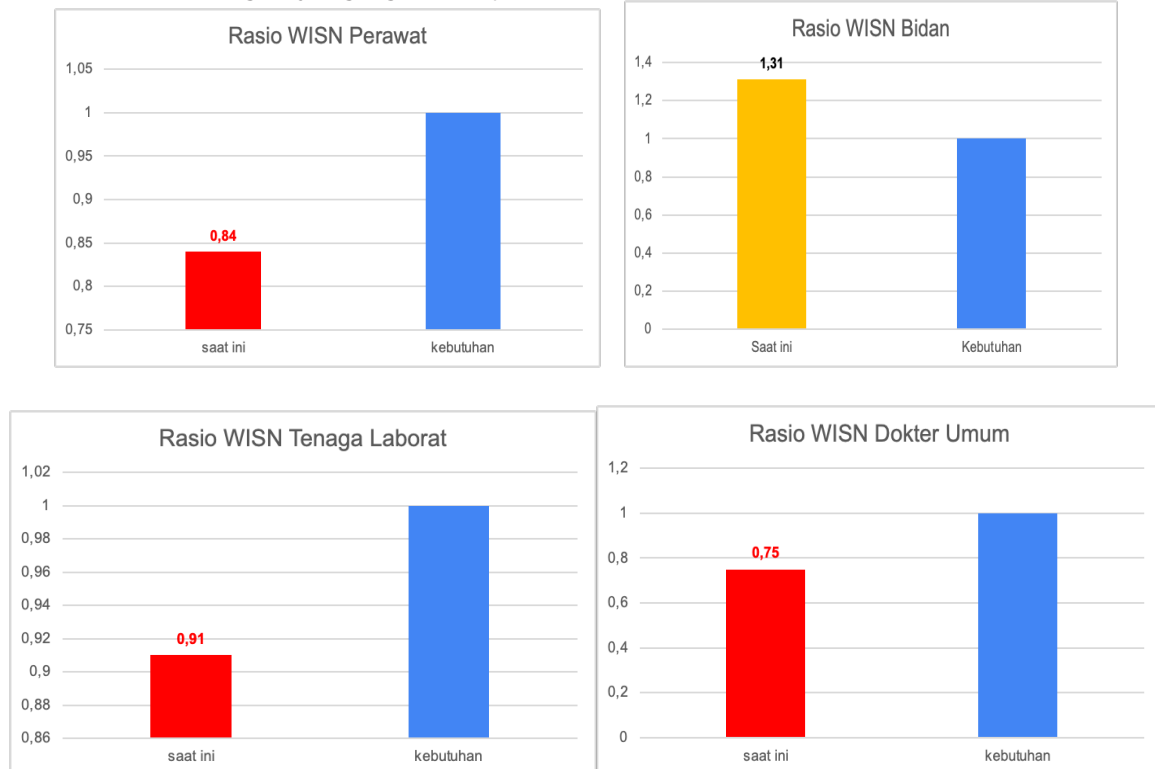 Rasio WISN Perawat
1,05
1
0,95
0,9
0,85
0,8
0,75
0,84
saat ini
kebutuhan
Rasio WISN Bidan
1,4
1,2
1
0,8
0,6
0,4
0,2
0
1,31
Saat ini
Kebutuhan
Rasio WISN Tenaga Laborat
1,02
1
0,98
0,96
0,94
0,92
0,9
0,88
0,86
0,91
saat ini
kebutuhan
Rasio WISN Dokter Umum
1,2
1
0,8
0,6
0,4
0,2
0
0,75
saat ini
kebutuhan